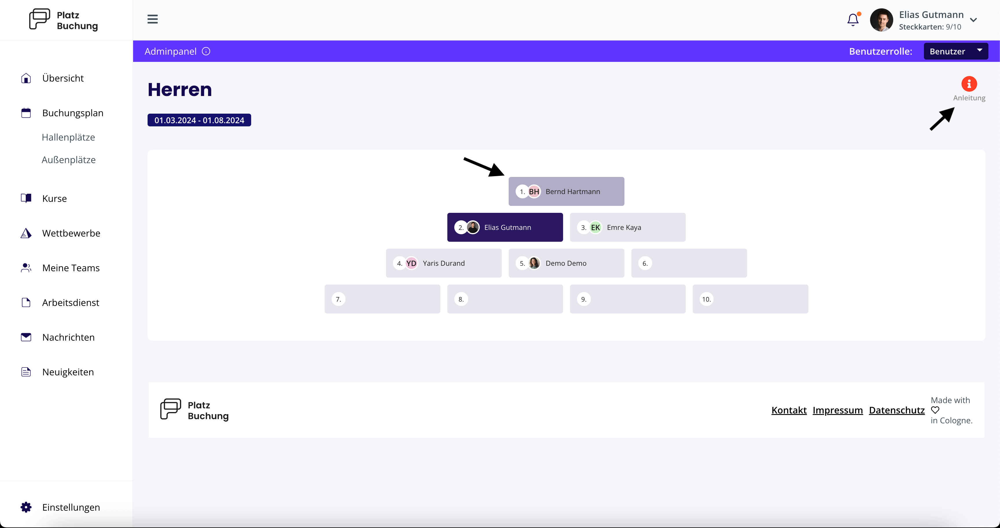 Platz
Buchung
Elias Gutmann
Steckkarten: 9/10
Adminpanel
Benutzerrolle:
Benutzer
Übersicht
Buchungsplan
Hallenplätze
Außenplätze
Kurse
Wettbewerbe
Meine Teams
Arbeitsdienst
Nachrichten
Neuigkeiten
Einstellungen
Herren
Anleitung
01.03.2024 - 01.08.2024
1. BH Bernd Hartmann
2. Elias Gutmann
3. EK Emre Kaya
4. YD Yaris Durand
5. Demo Demo
6.
7.
8.
9.
10.
Platz
Buchung
Kontakt Impressum Datenschutz
Made with
in Cologne.